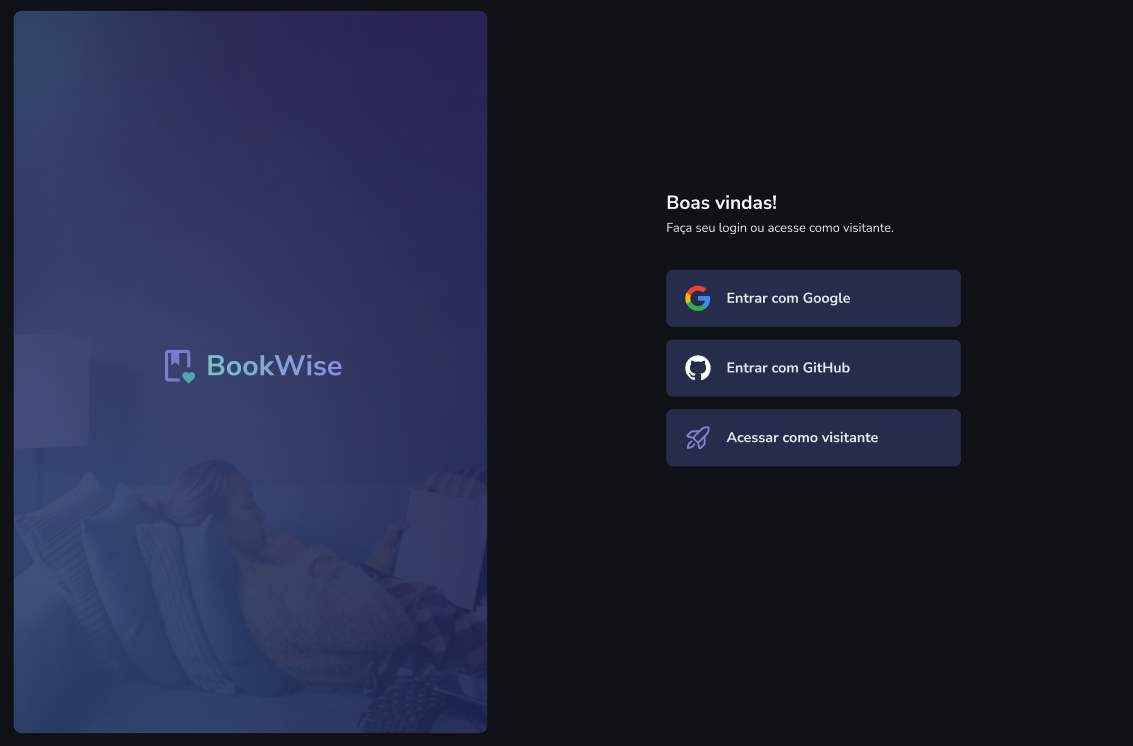 BookWise
Boas vindas!
Faça seu login ou acesse como visitante.
Entrar com Google
Entrar com GitHub
Acessar como visitante